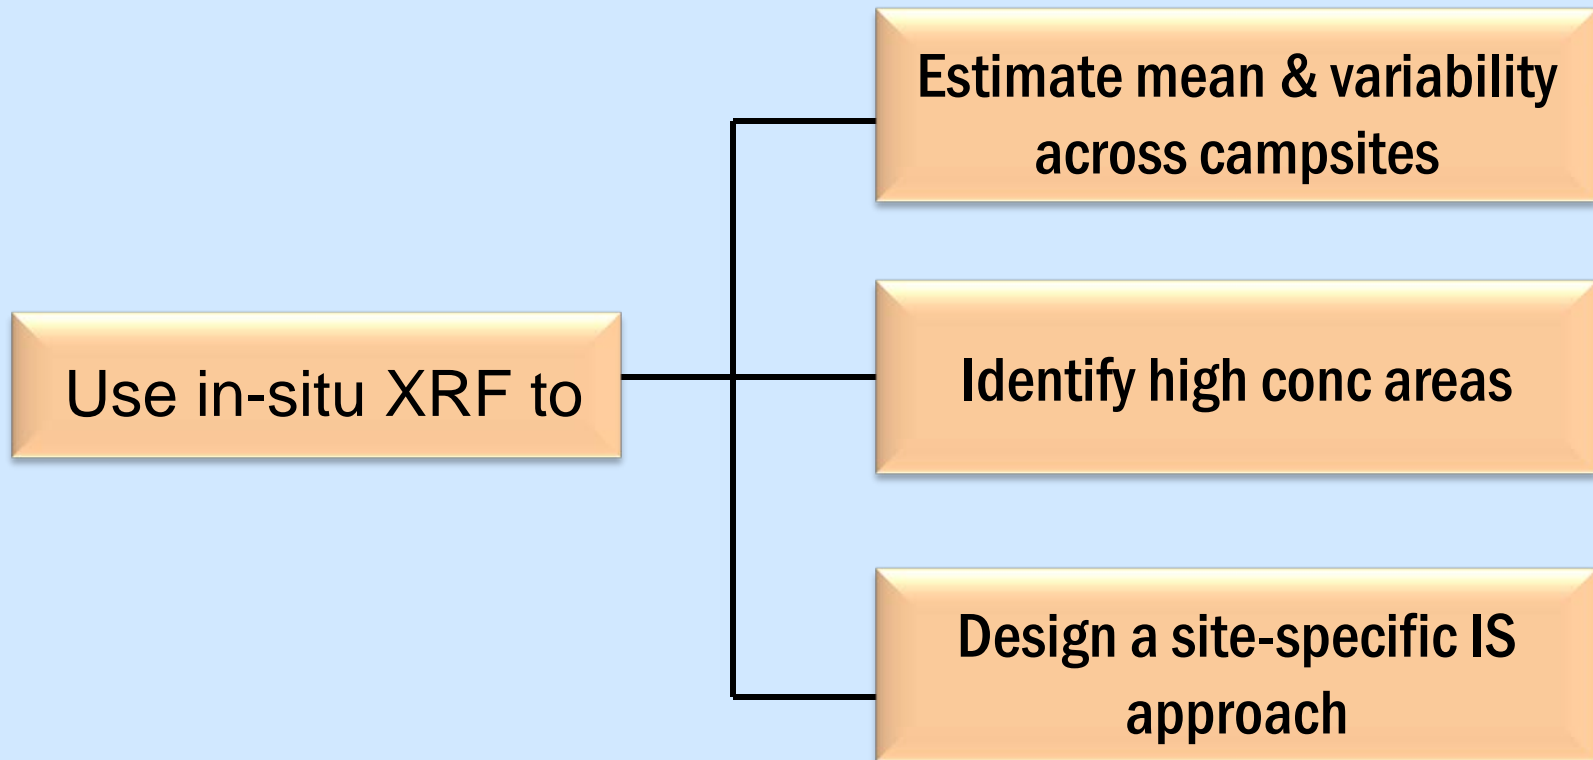 Estimate mean & variability
across campsites
Use in-situ XRF to
Identify high conc areas
Design a site-specific IS
approach